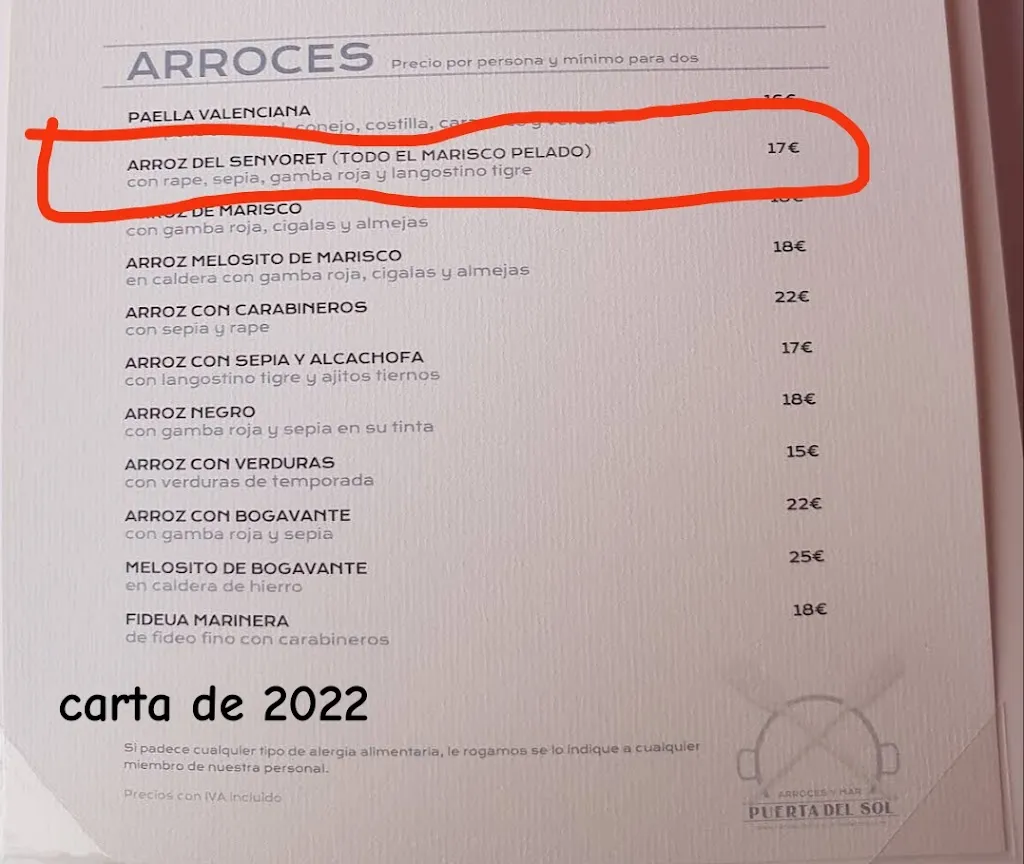 ARROCES Precio por persona y mínimo para dos
PAELLA VALENCIANA
conejo, costilla,
ARROZ DEL SENYORET (TODO EL MARISCO PELADO) 17€
con rape, sepia, gamba roja y langostino tigre
DE MARISCO
con gamba roja, cigalas y almejas
ARROZ MELOSITO DE MARISCO 18€
en caldera con gamba roja, cigalas y almejas
ARROZ CON CARABINEROS 22€
con sepia y rape
ARROZ CON SEPIA Y ALCACHOFA 17€
con langostino tigre y ajitos tiernos
ARROZ NEGRO 18€
con gamba roja y sepia en su tinta
ARROZ CON VERDURAS 15€
con verduras de temporada
ARROZ CON BOGAVANTE 22€
con gamba roja y sepia
MELOSITO DE BOGAVANTE 25€
en caldera de hierro
FIDEUA MARINERA 18€
de fideo fino con carabineros
carta de 2022
Si padece cualquier tipo de alergia alimentaria, le rogamos se lo indique a cualquier
miembro de nuestra personal.
Precios con IVA incluido
ARROCES Y MAR
PUERTA DEL SOL